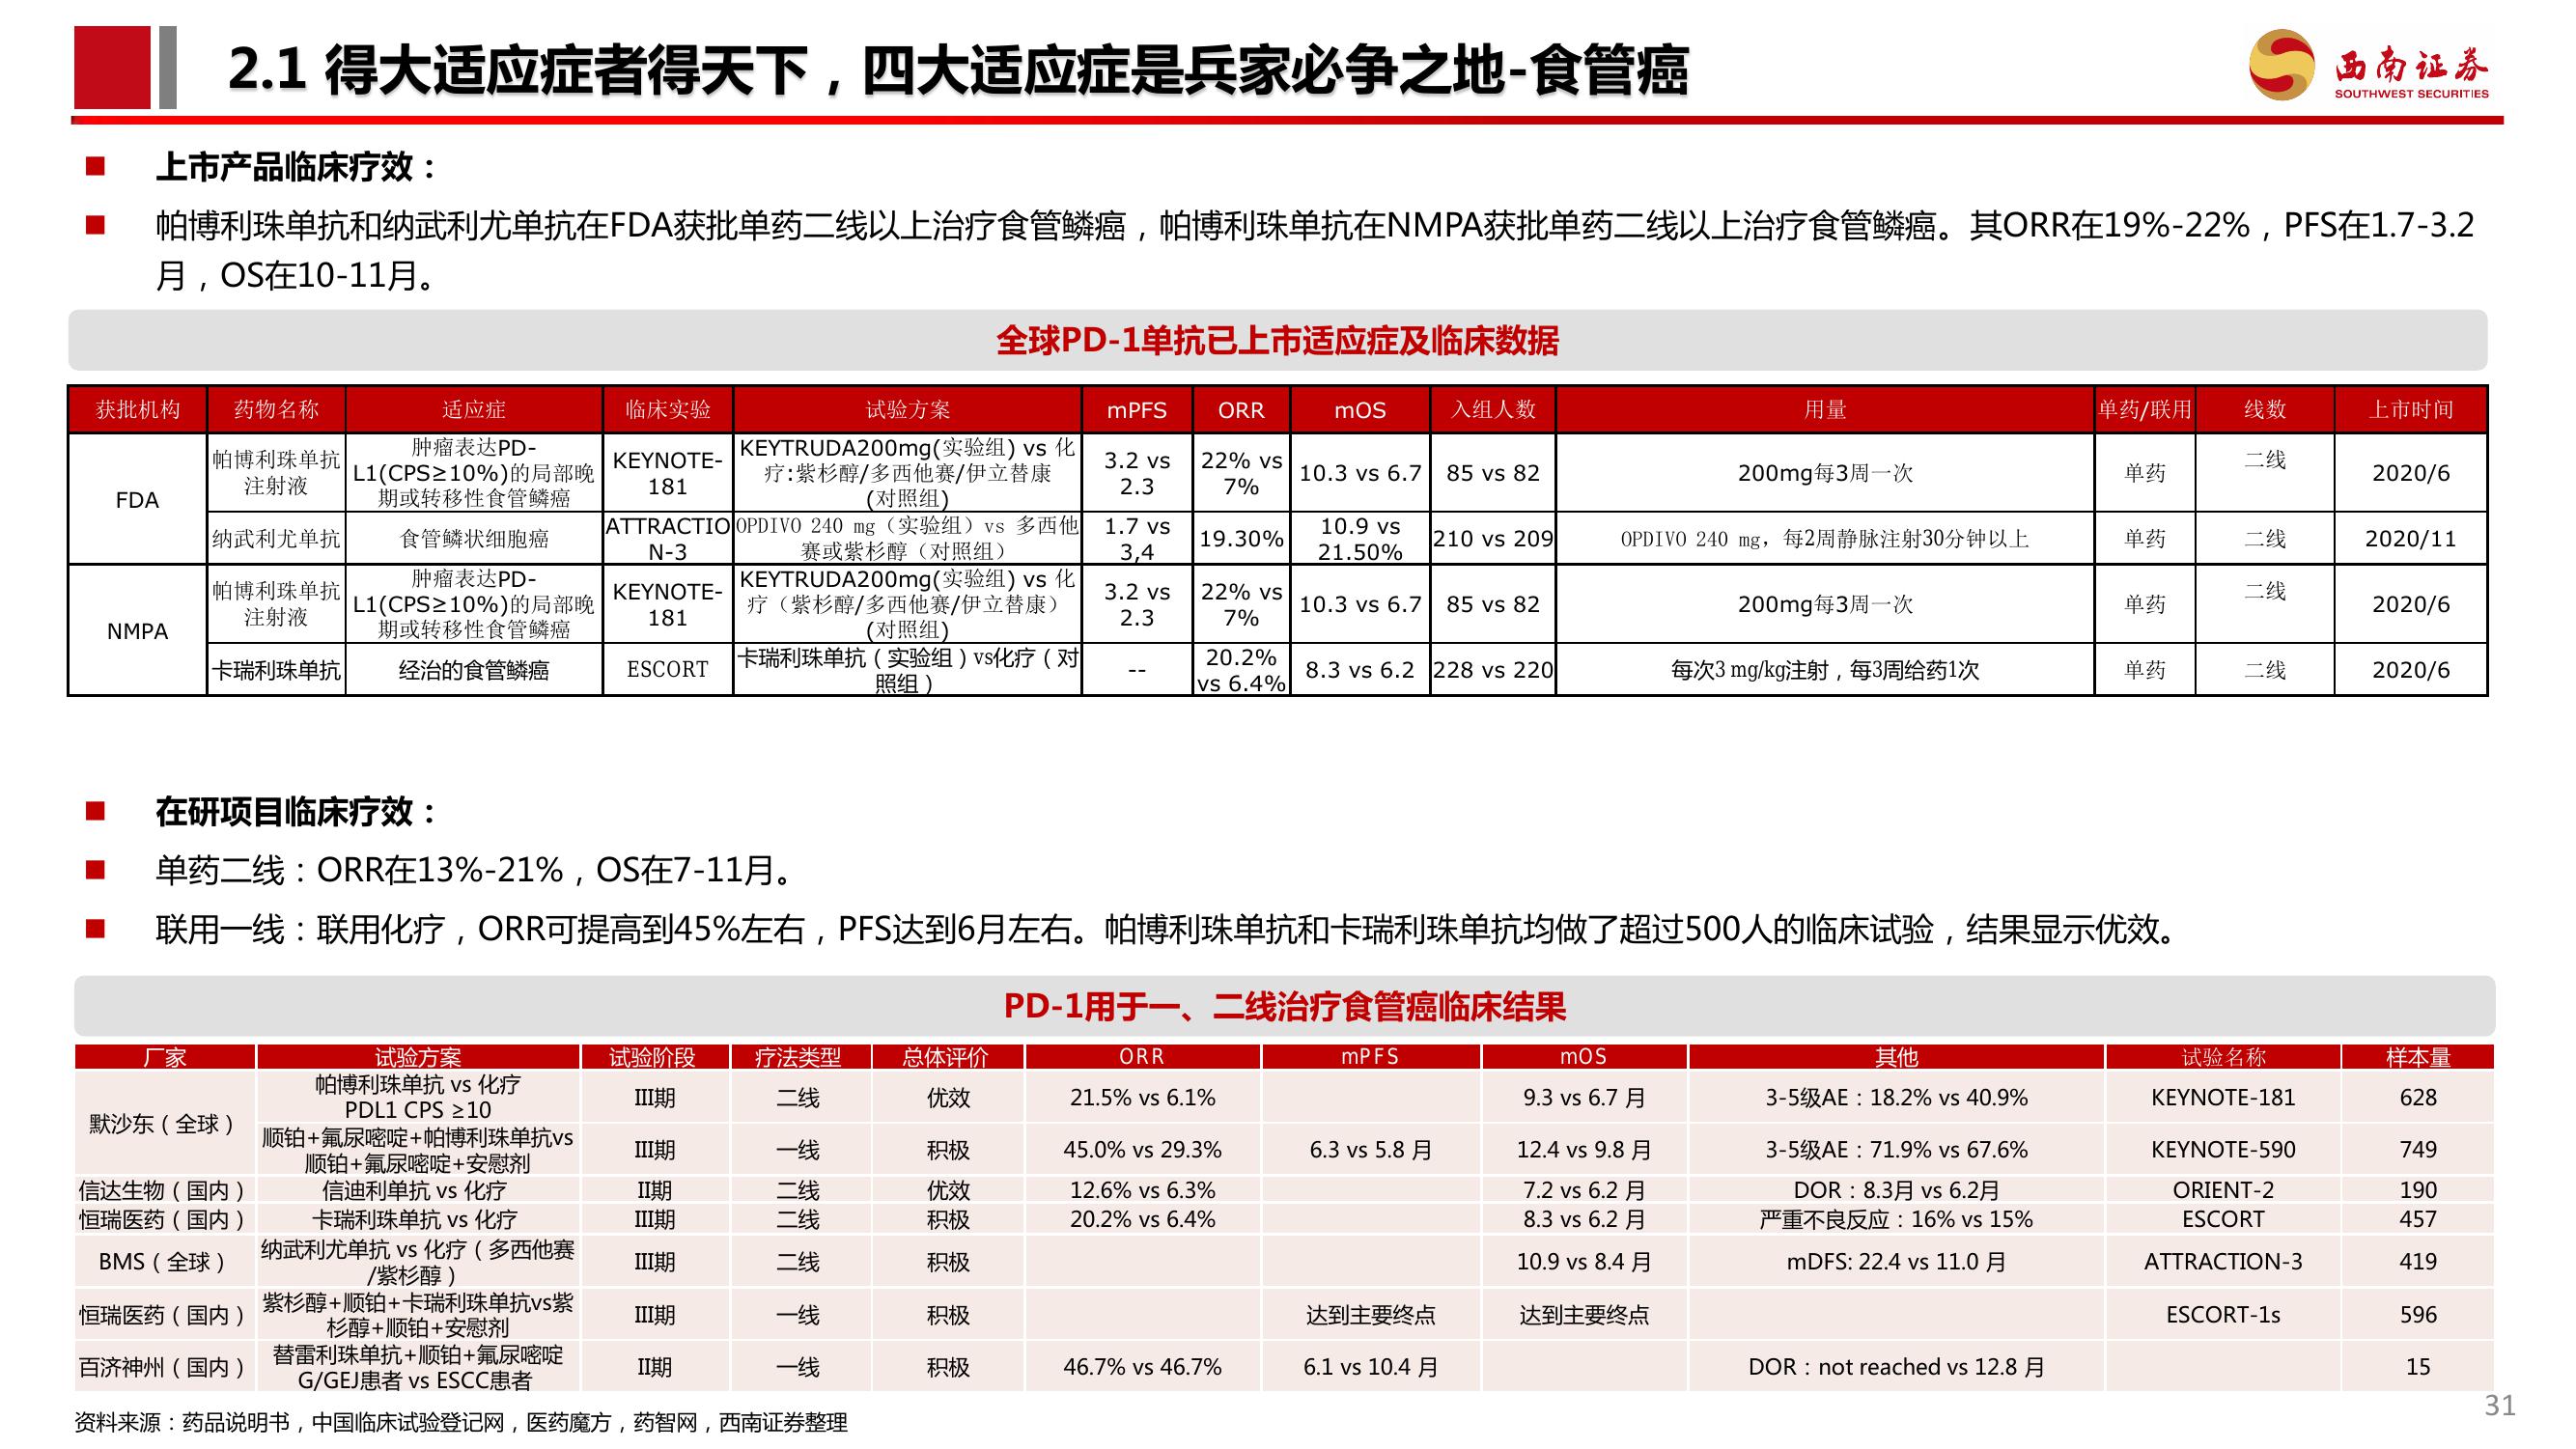 2.1 得大适应症者得天下，四大适应症是兵家必争之地-食管癌
西南证券
SOUTHWEST SECURITIES
上市产品临床疗效：
帕博利珠单抗和纳武利尤单抗在FDA获批单药二线以上治疗食管鳞癌，帕博利珠单抗在NMPA获批单药二线以上治疗食管鳞癌。其ORR在19%-22%，PFS在1.7-3.2
月，OS在10-11月。
全球PD-1单抗已上市适应症及临床数据
获批机构 药物名称 适应症 临床实验 试验方案 mPFS ORR mOS 入组人数 用量 单药/联用 线数 上市时间
FDA
帕博利珠单抗
注射液
肿瘤表达PD-
L1(CPS≥10%)的局部晚
期或转移性食管鳞癌
KEYNOTE-
181
KEYTRUDA200mg(实验组) vs 化
疗:紫杉醇/多西他赛/伊立替康
(对照组)
3.2 vs
2.3
22% vs
7%
10.3 vs 6.7
85 vs 82
200mg每3周一次
单药
二线
2020/6
纳武利尤单抗
食管鳞状细胞癌
ATTRACTIO
N-3
OPDIVO 240 mg（实验组）vs 多西他
赛或紫杉醇（对照组）
1.7 vs
3,4
19.30%
10.9 vs
21.50%
210 vs 209
OPDIVO 240 mg，每2周静脉注射30分钟以上
单药
二线
2020/11
NMPA
帕博利珠单抗
注射液
肿瘤表达PD-
L1(CPS≥10%)的局部晚
期或转移性食管鳞癌
KEYNOTE-
181
KEYTRUDA200mg(实验组) vs 化
疗（紫杉醇/多西他赛/伊立替康）
(对照组)
3.2 vs
2.3
22% vs
7%
10.3 vs 6.7
85 vs 82
200mg每3周一次
单药
二线
2020/6
卡瑞利珠单抗
经治的食管鳞癌
ESCORT
卡瑞利珠单抗（实验组）vs化疗（对
照组）
--
20.2%
vs 6.4%
8.3 vs 6.2
228 vs 220
每次3 mg/kg注射，每3周给药1次
单药
二线
2020/6
在研项目临床疗效：
单药二线：ORR在13%-21%，OS在7-11月。
联用一线：联用化疗，ORR可提高到45%左右，PFS达到6月左右。帕博利珠单抗和卡瑞利珠单抗均做了超过500人的临床试验，结果显示优效。
PD-1用于一、二线治疗食管癌临床结果
厂家 试验方案 试验阶段 疗法类型 总体评价 ORR mPFS mOS 其他 试验名称 样本量
默沙东（全球）
帕博利珠单抗 vs 化疗
PDL1 CPS ≥10
III期 二线 优效 21.5% vs 6.1% 9.3 vs 6.7 月 3-5级AE：18.2% vs 40.9% KEYNOTE-181 628
顺铂+氟尿嘧啶+帕博利珠单抗vs
顺铂+氟尿嘧啶+安慰剂
III期 一线 积极 45.0% vs 29.3% 6.3 vs 5.8 月 12.4 vs 9.8 月 3-5级AE：71.9% vs 67.6% KEYNOTE-590 749
信达生物（国内） 信迪利单抗 vs 化疗 II期 二线 优效 12.6% vs 6.3% 7.2 vs 6.2 月 DOR：8.3月 vs 6.2月 ORIENT-2 190
恒瑞医药（国内） 卡瑞利珠单抗 vs 化疗 III期 二线 积极 20.2% vs 6.4% 8.3 vs 6.2 月 严重不良反应：16% vs 15% ESCORT 457
BMS（全球）
纳武利尤单抗 vs 化疗（多西他赛
/紫杉醇）
III期 二线 积极 10.9 vs 8.4 月 mDFS: 22.4 vs 11.0 月 ATTRACTION-3 419
恒瑞医药（国内）
紫杉醇+顺铂+卡瑞利珠单抗vs紫
杉醇+顺铂+安慰剂
III期 一线 积极 达到主要终点 达到主要终点 ESCORT-1s 596
百济神州（国内）
替雷利珠单抗+顺铂+氟尿嘧啶
G/GEJ患者 vs ESCC患者
II期 一线 积极 46.7% vs 46.7% 6.1 vs 10.4 月 DOR：not reached vs 12.8 月 15
资料来源：药品说明书，中国临床试验登记网，医药魔方，药智网，西南证券整理
31